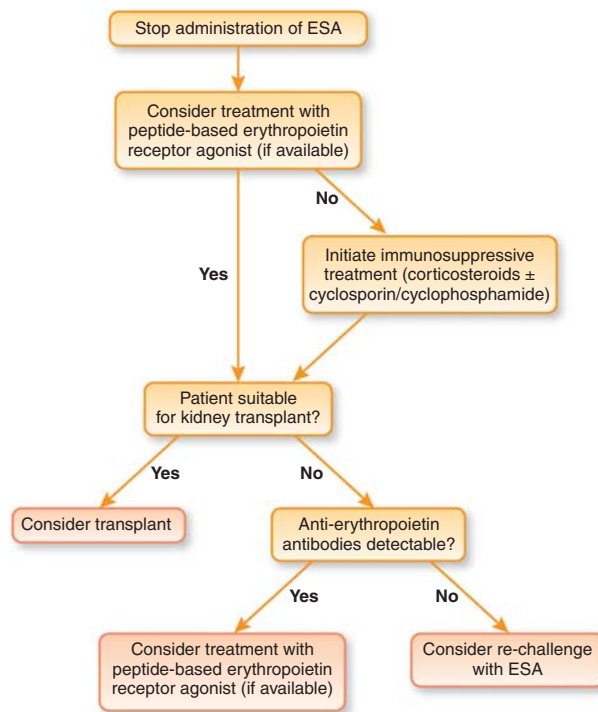 Stop administration of ESA
Consider treatment with
peptide-based erythropoietin
receptor agonist (if available)
No
Yes
Initiate immunosuppressive
treatment (corticosteroids ±
cyclosporin/cyclophosphamide)
Patient suitable
for kidney transplant?
Yes
No
Consider transplant
Anti-erythropoietin
antibodies detectable?
Yes
No
Consider treatment with
peptide-based erythropoietin
receptor agonist (if available)
Consider re-challenge
with ESA